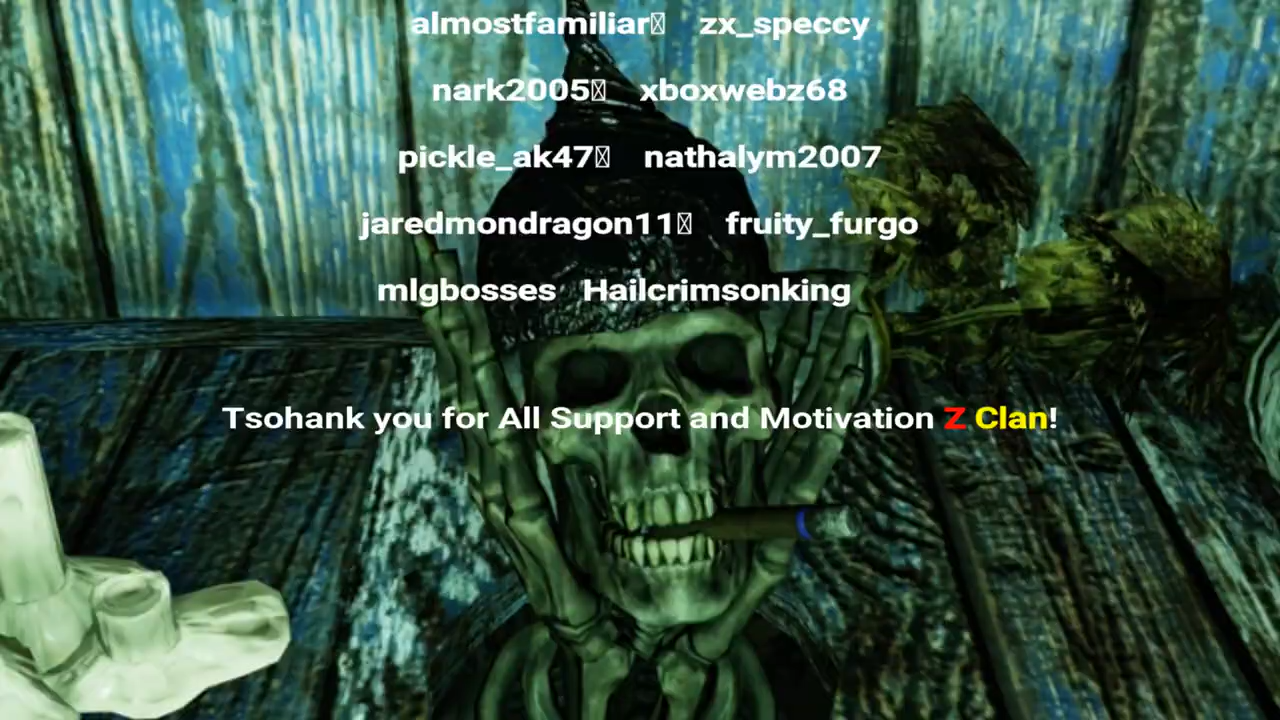 almostfamiliar zx_speccy
nark2005 xboxwebz68
pickle_ak47 nathalym2007
jaredmondragon11 fruity_furgo
mlgbosses Hailcrimsonking
Tsohank you for All Support and Motivation Z Clan!